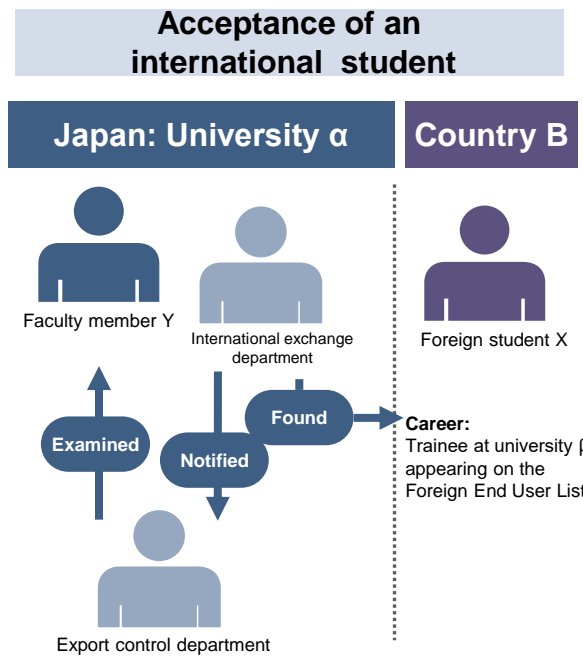 Acceptance of an
international student
Japan: University α
Country B
Faculty member Y
International exchange
department
Foreign student X
Examined
Notified
Found
Career:
Trainee at university β
appearing on the
Foreign End User List
Export control department